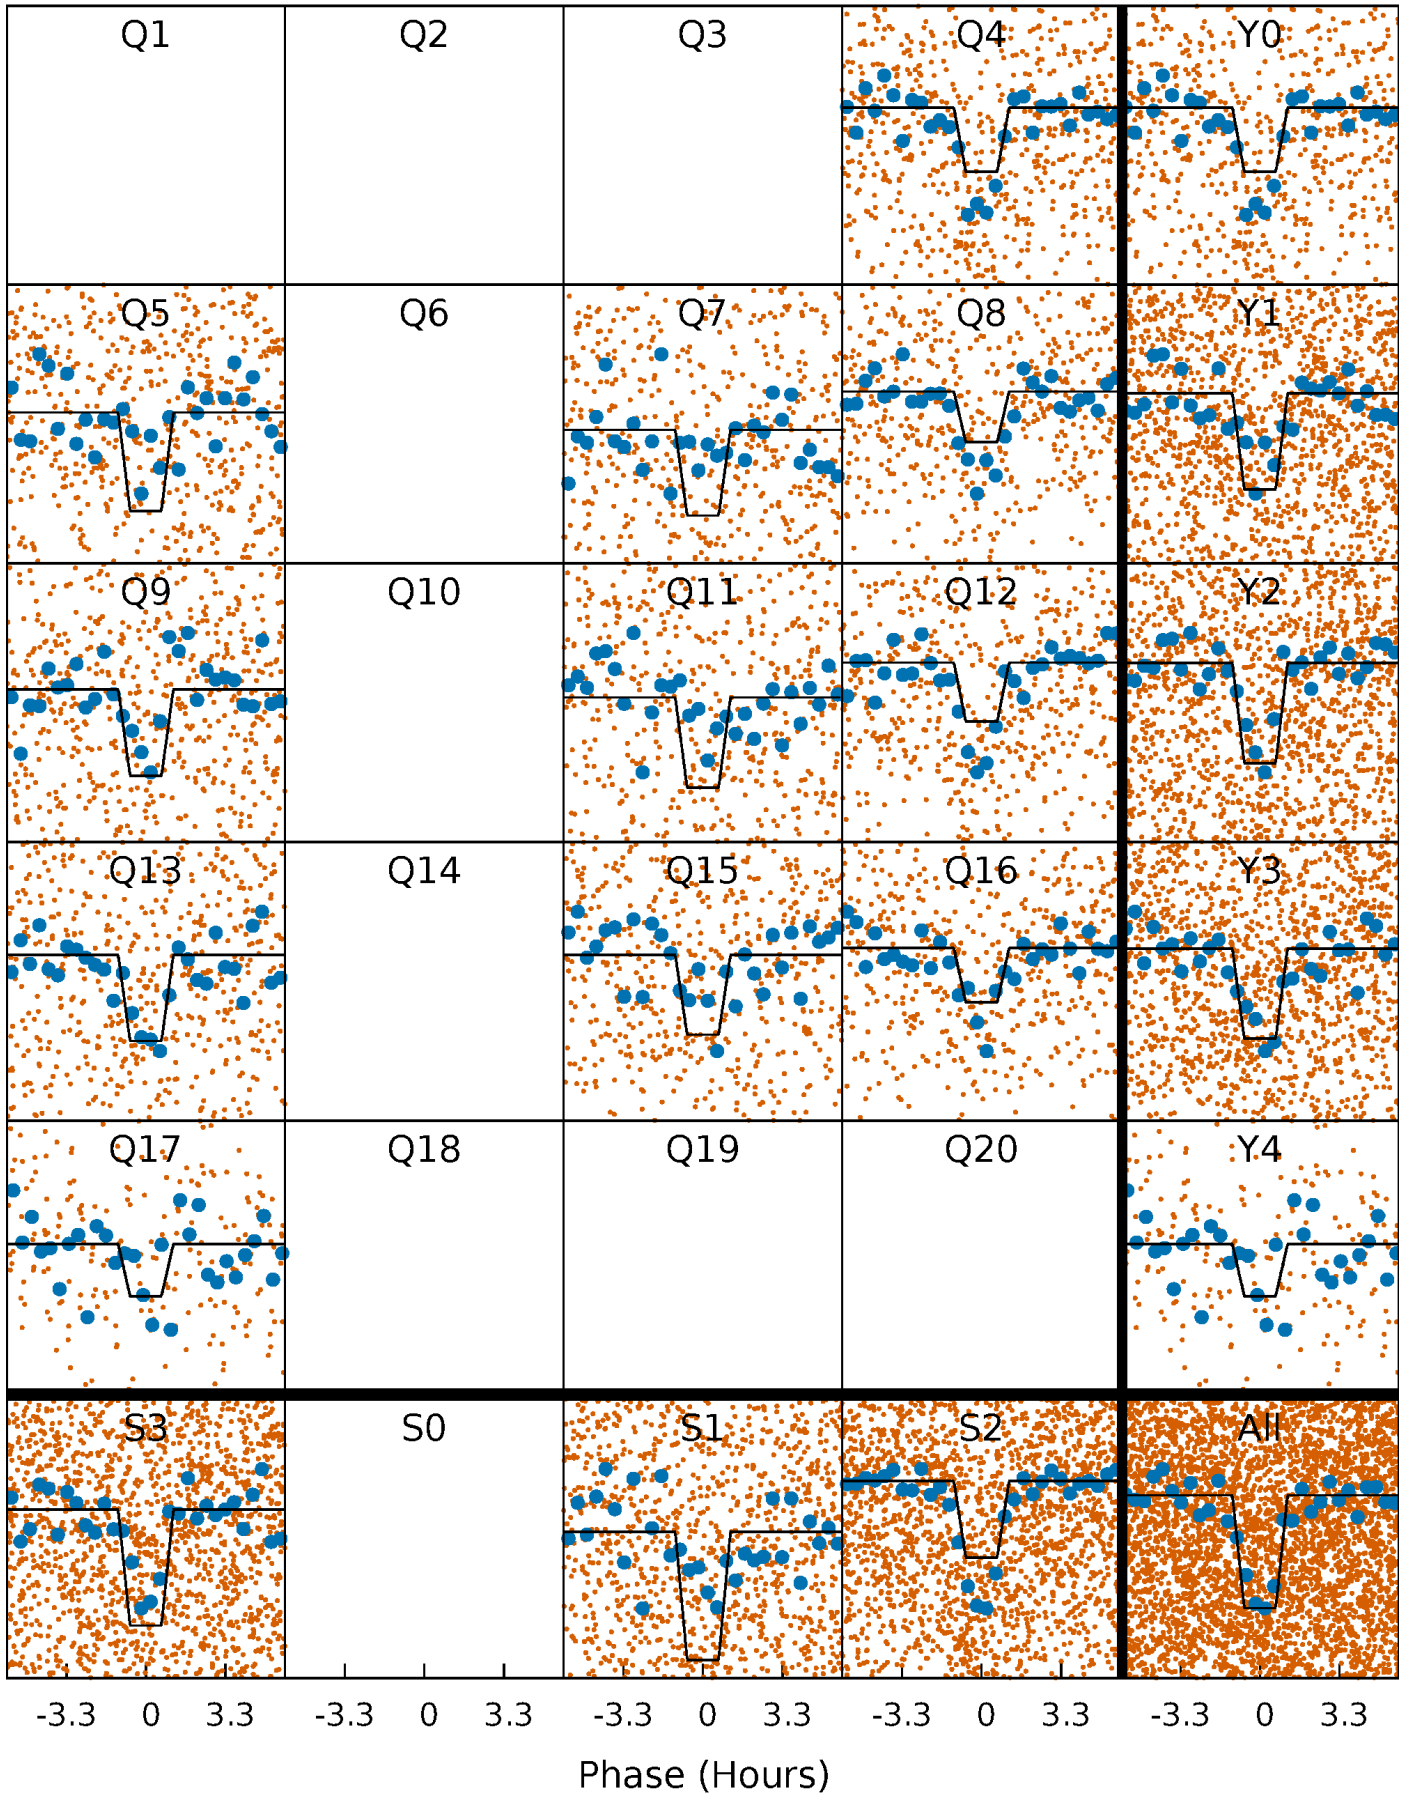 Q1 Q2 Q3 Q4 Y0
Q5 Q6 Q7 Q8 Y1
Q9 Q10 Q11 Q12 Y2
Q13 Q14 Q15 Q16 Y3
Q17 Q18 Q19 Q20 Y4
S3 S0 S1 S2 All
-3.3 0 3.3 -3.3 0 3.3 -3.3 0 3.3 -3.3 0 3.3 -3.3 0 3.3
Phase (Hours)